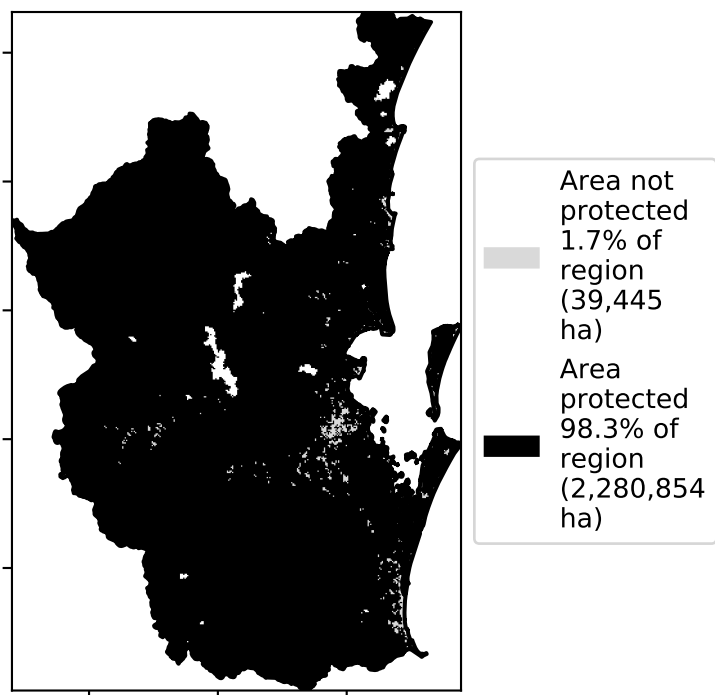 Area not
protected
1.7% of
region
(39,445
ha)
Area
protected
98.3% of
region
(2,280,854
ha)